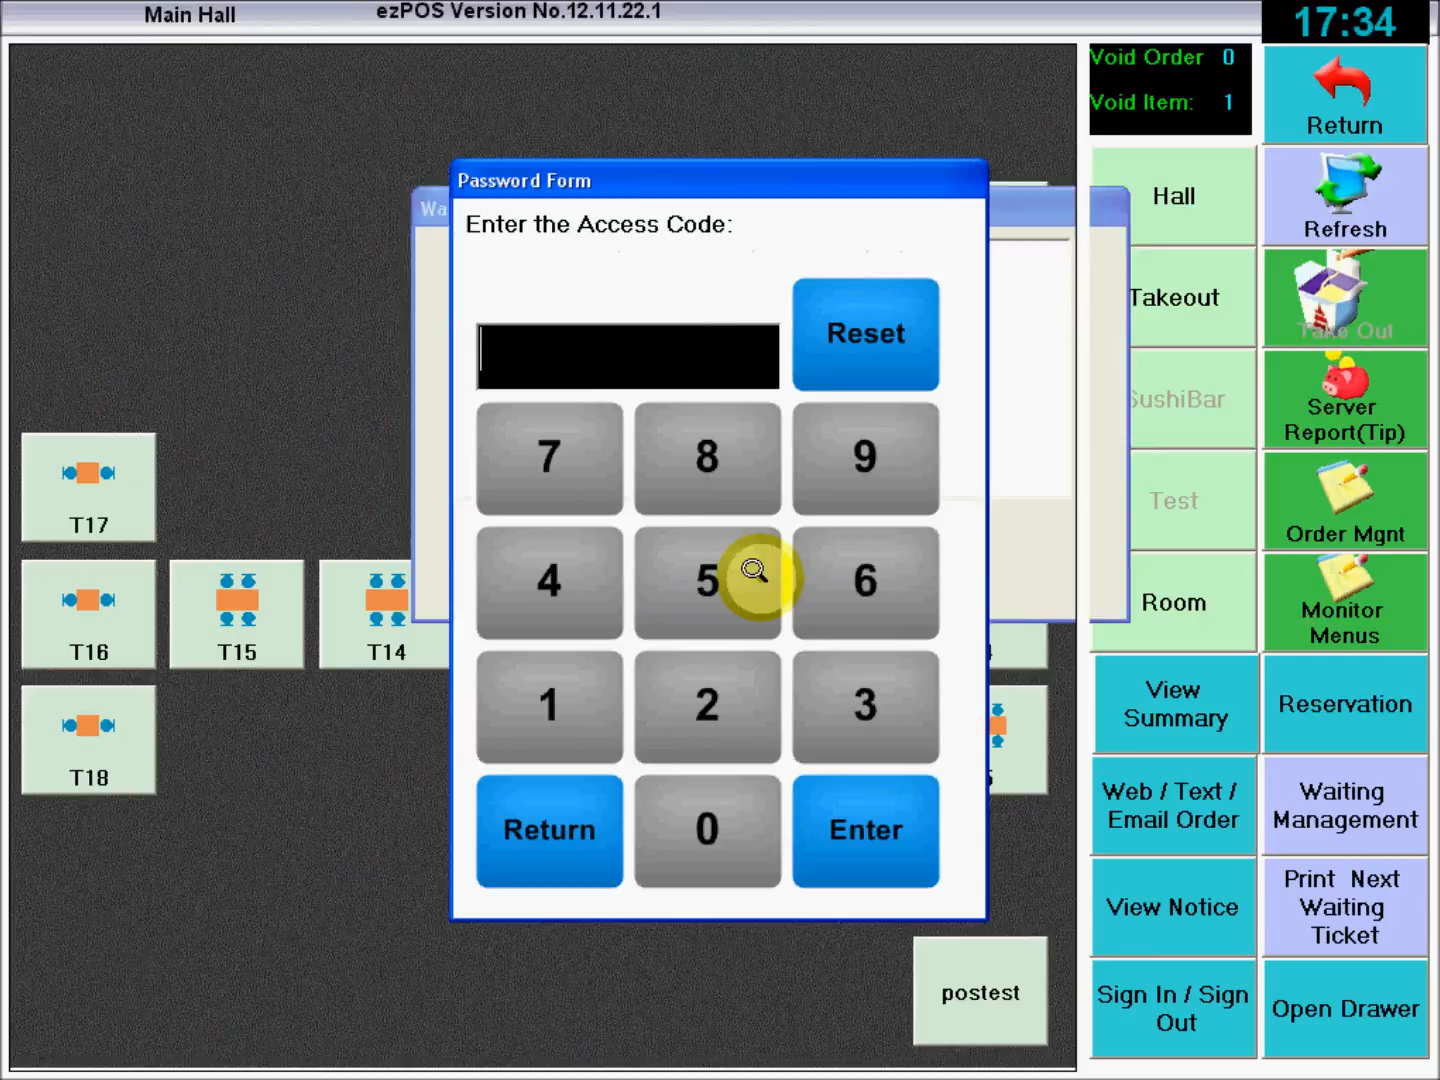 Main Hall
ezPOS Version No.12.11.22.1
17:34
Void Order 0
Void Item: 1
Return
Hall
Refresh
Takeout
Take Out
SushiBar
Server
Report(Tip)
Test
Order Mgnt
Room
Monitor
Menus
View
Summary
Reservation
Web / Text /
Email Order
Waiting
Management
View Notice
Print Next
Waiting
Ticket
Sign In / Sign
Out
Open Drawer
Password Form
Enter the Access Code:
Reset
7
8
9
4
5
6
1
2
3
Return
0
Enter
T17
T16
T15
T14
T18
postest